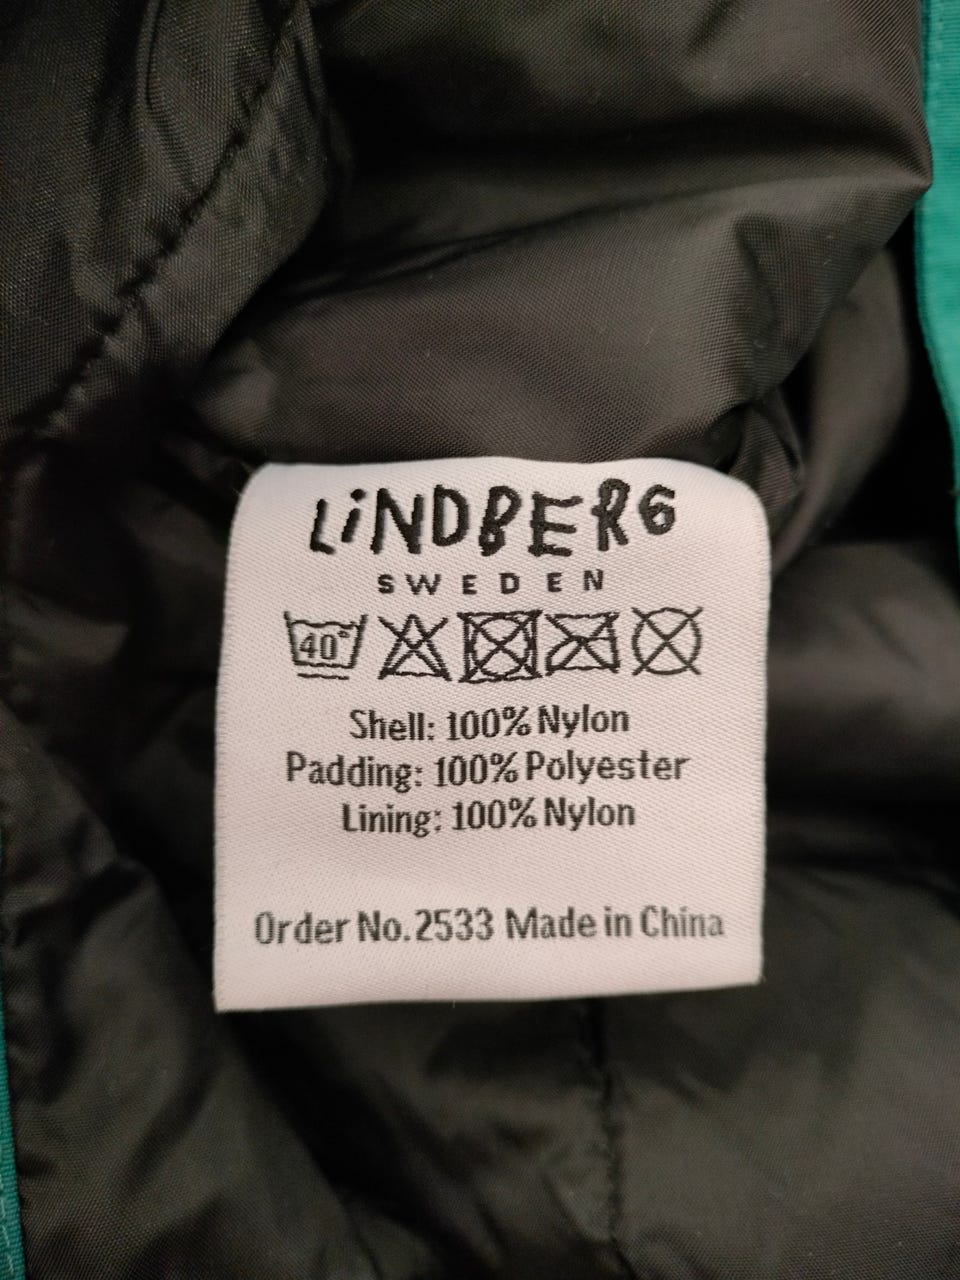 LiNDBERG
SWEDEN
40°
Shell: 100% Nylon
Padding: 100% Polyester
Lining: 100% Nylon
Order No.2533 Made in China